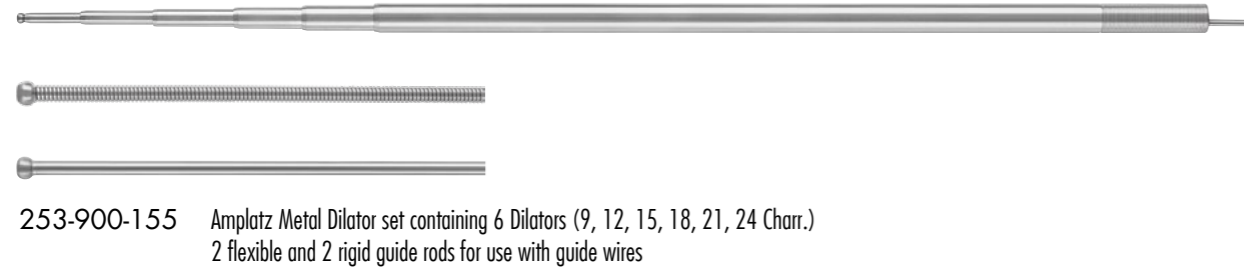 253-900-155 Amplatz Metal Dilator set containing 6 Dilators (9, 12, 15, 18, 21, 24 Charr.)
2 flexible and 2 rigid guide rods for use with guide wires